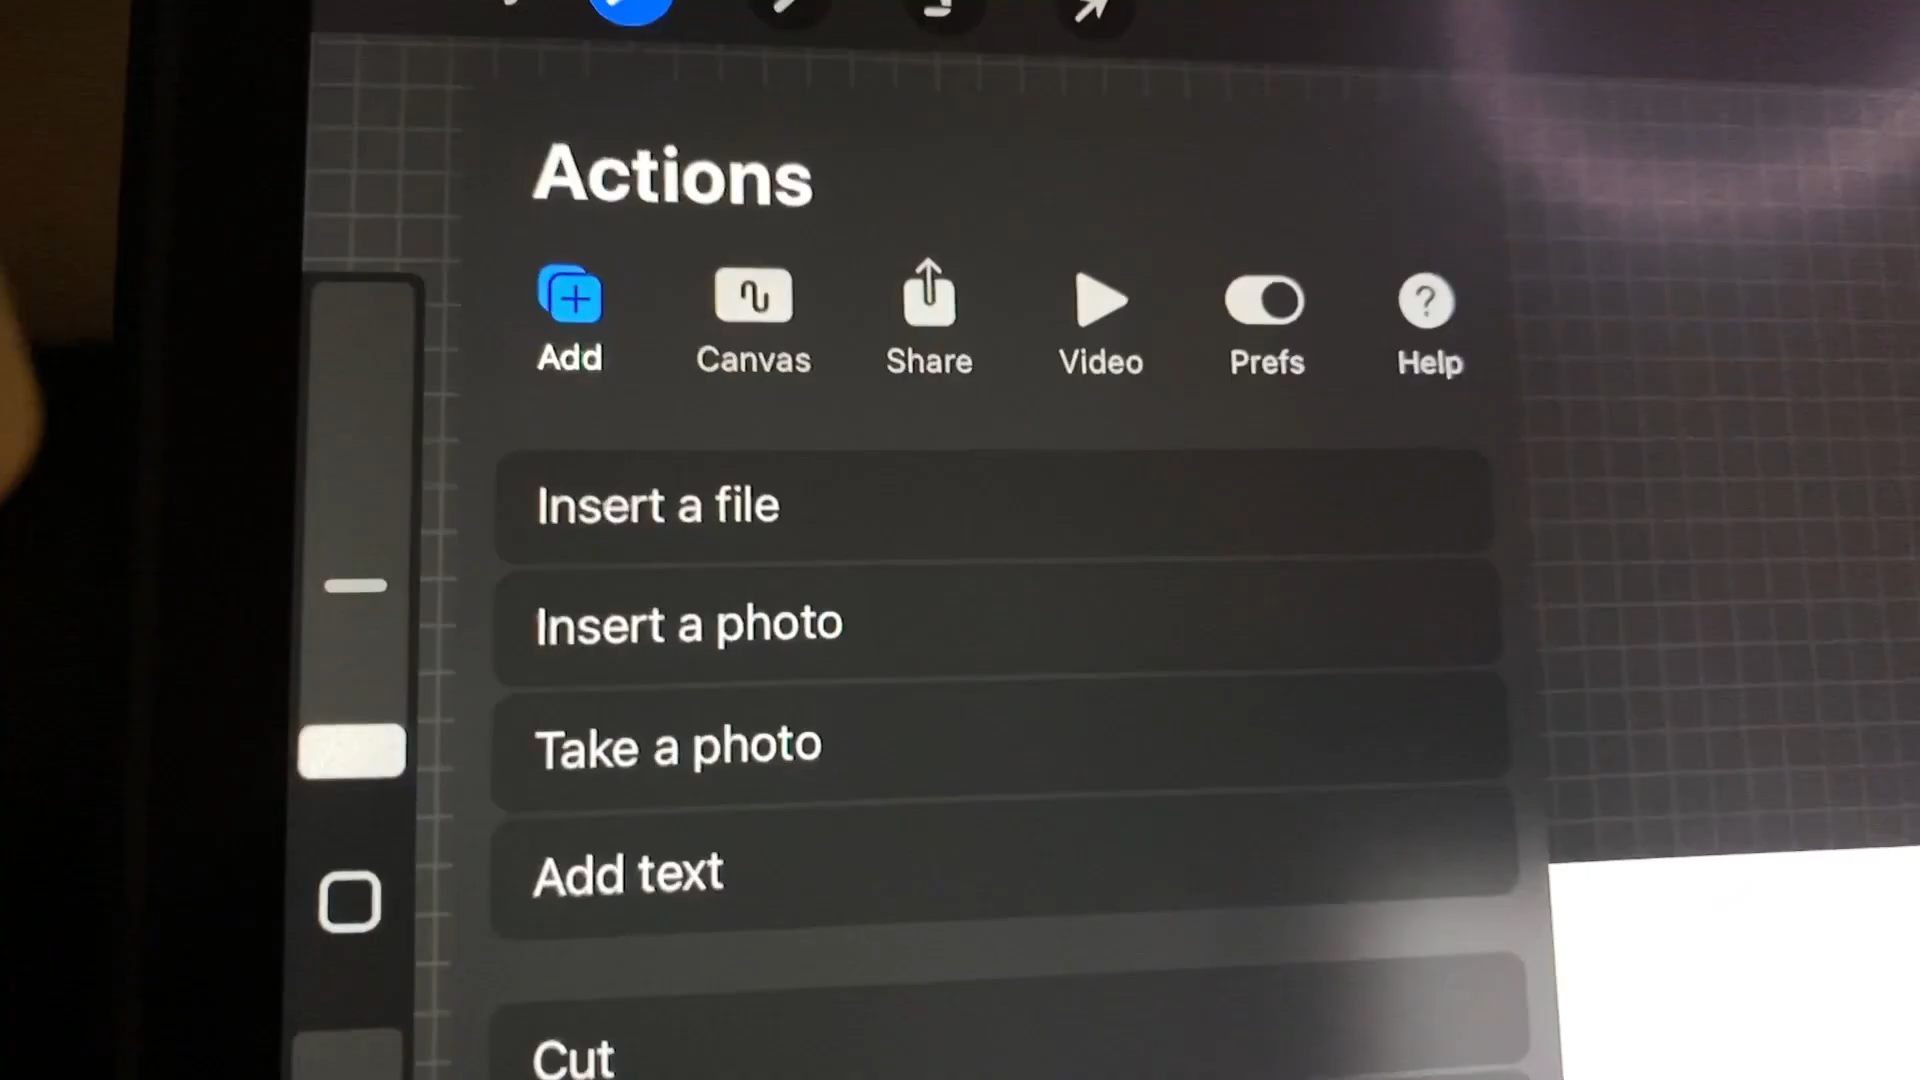 Actions
Add Canvas Share Video Prefs Help
Insert a file
Insert a photo
Take a photo
Add text
Cut